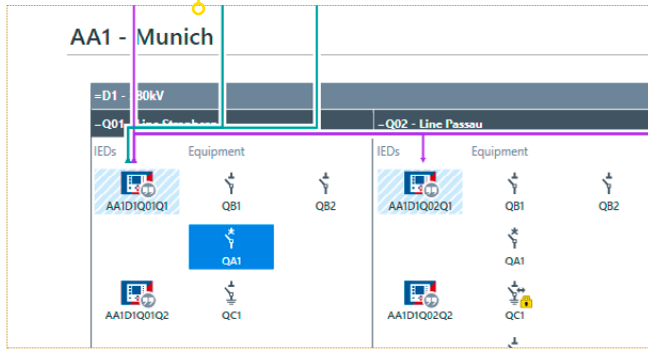 AA1 - Munich
=D1 - 380kV
-Q01 - Line
-Q02 - Line Passau
IEDs Equipment IEDs Equipment
AA1D1Q01Q1 QB1 QB2 AA1D1Q02Q1 QB1 QB2
QA1 QA1
AA1D1Q01Q2 QC1 AA1D1Q02Q2 QC1